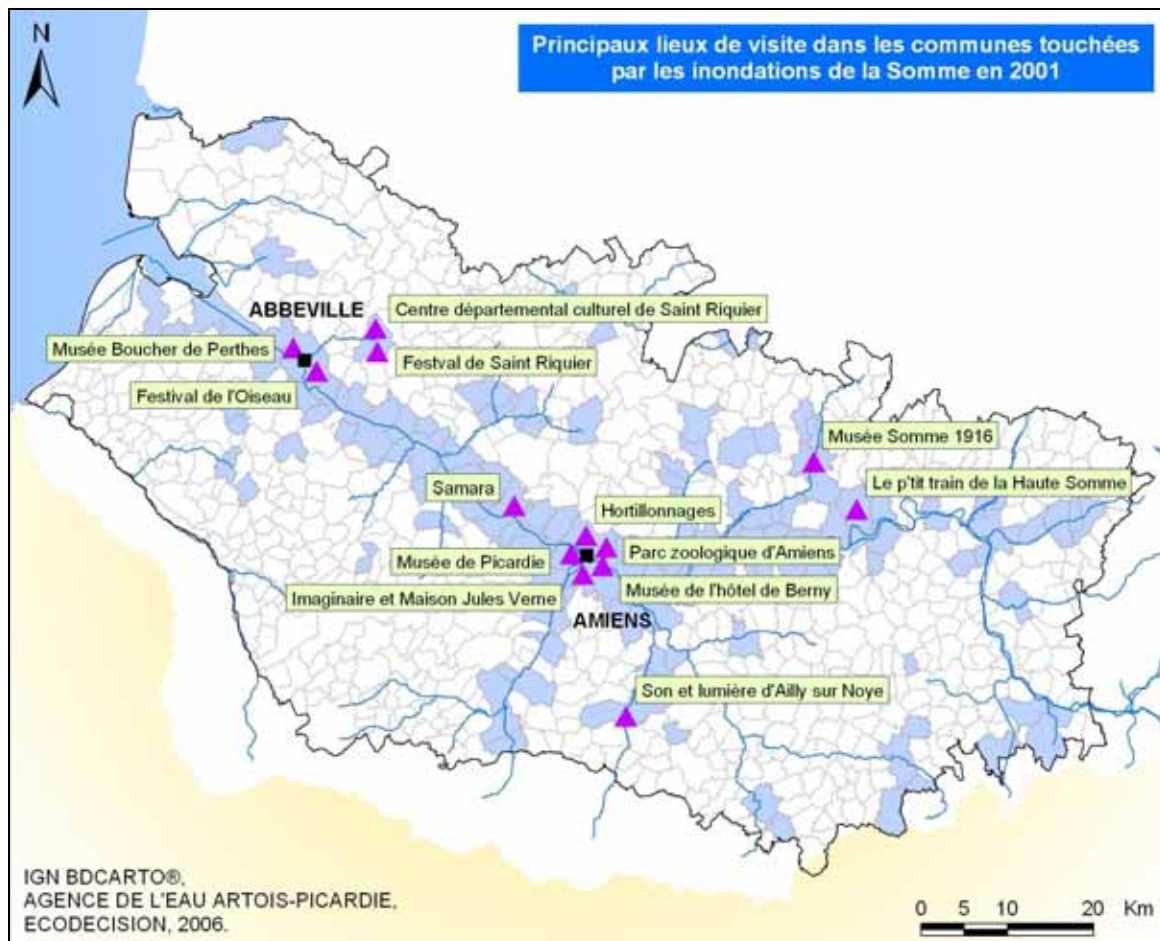 N
Principaux lieux de visite dans les communes touchées
par les inondations de la Somme en 2001
ABBEVILLE
Centre départemental culturel de Saint Riquier
Musée Boucher de Perthes
Festval de Saint Riquier
Festival de l'Oiseau
Musée Somme 1916
Samara
Le p'tit train de la Haute Somme
Hortillonnages
Musée de Picardie
Parc zoologique d'Amiens
Imaginaire et Maison Jules Verne
Musée de l'hôtel de Berny
AMIENS
Son et lumière d'Ailly sur Noye
IGN BDCARTO®,
AGENCE DE L'EAU ARTOIS-PICARDIE,
ECODECISION, 2006.
0 5 10 20 Km